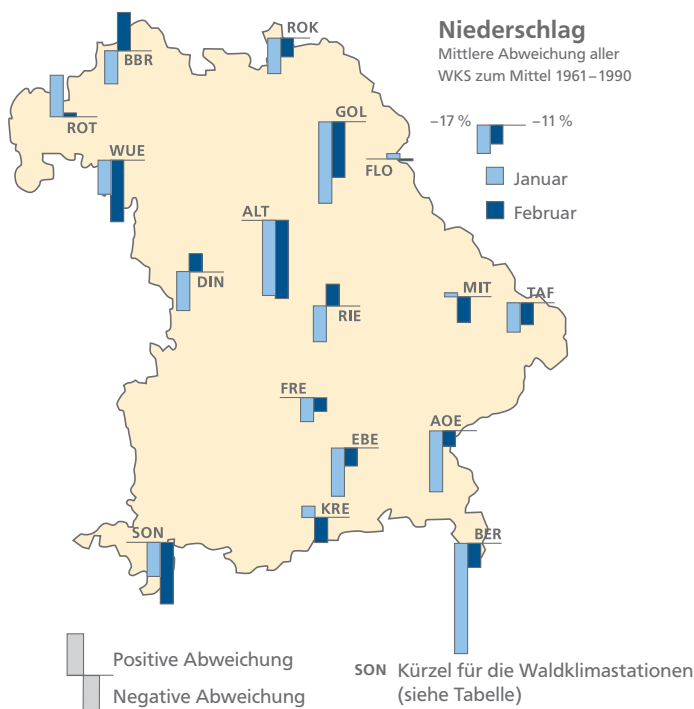 Niederschlag
Mittlere Abweichung aller
WKS zum Mittel 1961–1990
−17 % −11 %
Januar
Februar
ROK
BBR
ROT
GOL
WUE
FLO
ALT
DIN
MIT
TAF
RIE
FRE
AOE
EBE
KRE
SON
BER
Positive Abweichung
Negative Abweichung
SON Kürzel für die Waldklimastationen
(siehe Tabelle)